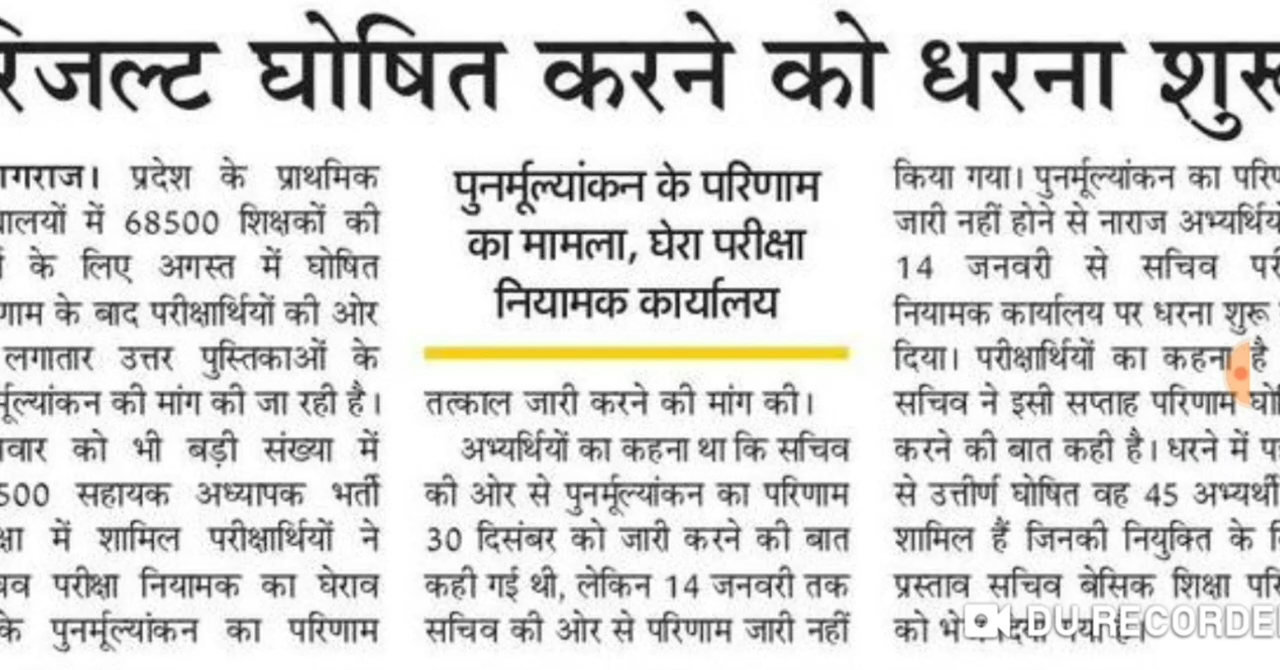 रिजल्ट घोषित करने को धरना शुरू
गराज। प्रदेश के प्राथमिक
लयों में 68500 शिक्षकों की
के लिए अगस्त में घोषित
के बाद परीक्षार्थियों की ओर
लगातार उत्तर पुस्तिकाओं के
मूल्यांकन की मांग की जा रही है।
वार को भी बड़ी संख्या में
500 सहायक अध्यापक भर्ती
में शामिल परीक्षार्थियों ने
परीक्षा नियामक का घेराव
के पुनर्मूल्यांकन का परिणाम
पुनर्मूल्यांकन के परिणाम
का मामला, घेरा परीक्षा
नियामक कार्यालय
तत्काल जारी करने की मांग की।
अभ्यर्थियों का कहना था कि सचिव
की ओर से पुनर्मूल्यांकन का परिणाम
30 दिसंबर को जारी करने की बात
कही गई थी, लेकिन 14 जनवरी तक
सचिव की ओर से परिणाम जारी नहीं
किया गया। पुनर्मूल्यांकन का
जारी नहीं होने से नाराज
14 जनवरी से सचिव
नियामक कार्यालय पर धरना शुरू
दिया। परीक्षार्थियों का कहना है
सचिव ने इसी सप्ताह परिणाम
करने की बात कही है। धरने में
से उत्तीर्ण घोषित वह 45 अभ्यर्थी
शामिल हैं जिनकी नियुक्ति के
प्रस्ताव सचिव बेसिक शिक्षा
को
DU RECORDER